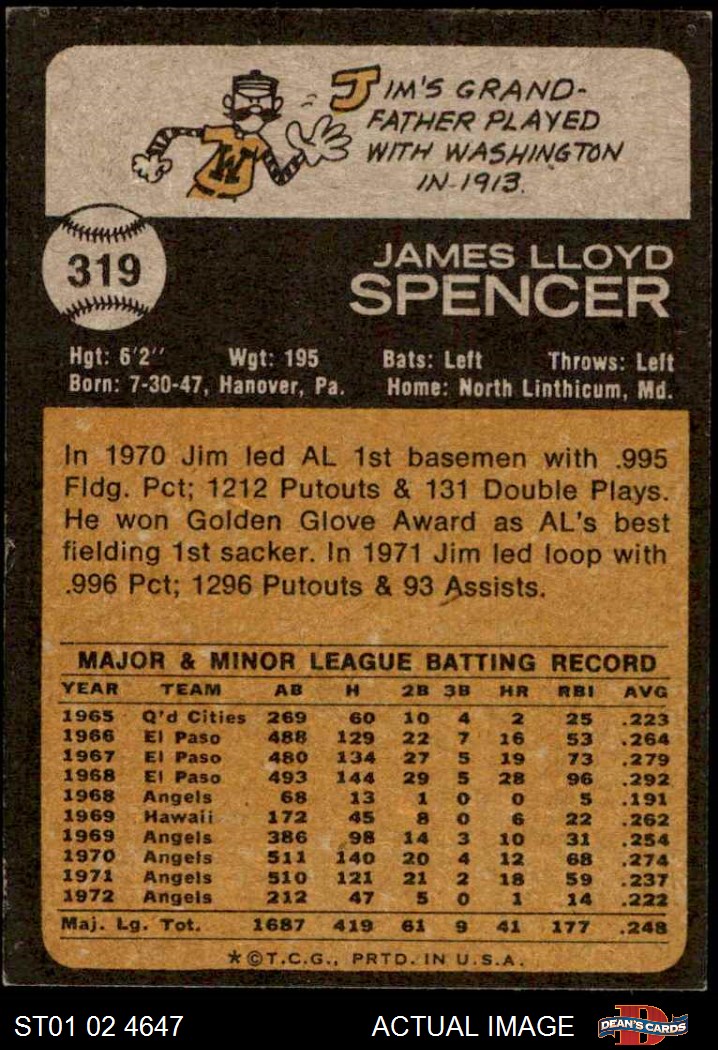 JIM'S GRAND-
FATHER PLAYED
WITH WASHINGTON
IN 1913.
W
319
JAMES LLOYD
SPENCER
Hgt: 6'2" Wgt: 195 Bats: Left Throws: Left
Born: 7-30-47, Hanover, Pa. Home: North Linthicum, Md.
In 1970 Jim led AL 1st basemen with .995
Fldg. Pct; 1212 Putouts & 131 Double Plays.
He won Golden Glove Award as AL's best
fielding 1st sacker. In 1971 Jim led loop with
.996 Pct; 1296 Putouts & 93 Assists.
MAJOR & MINOR LEAGUE BATTING RECORD
YEAR TEAM AB H 2B 3B HR RBI AVG
1965 Q'd Cities 269 60 10 4 2 25 .223
1966 El Paso 488 129 22 7 16 53 .264
1967 El Paso 480 134 27 5 19 73 .279
1968 El Paso 493 144 29 5 28 96 .292
1968 Angels 68 13 1 0 0 5 .191
1969 Hawaii 172 45 8 0 6 22 .262
1969 Angels 386 98 14 3 10 31 .254
1970 Angels 511 140 20 4 12 68 .274
1971 Angels 510 121 21 2 18 59 .237
1972 Angels 212 47 5 0 1 14 .222
Maj. Lg. Tot. 1687 419 61 9 41 177 .248
*©T.C.G., PRTD. IN U.S.A.
ST01 02 4647 ACTUAL IMAGE D DEAN'S CARDS